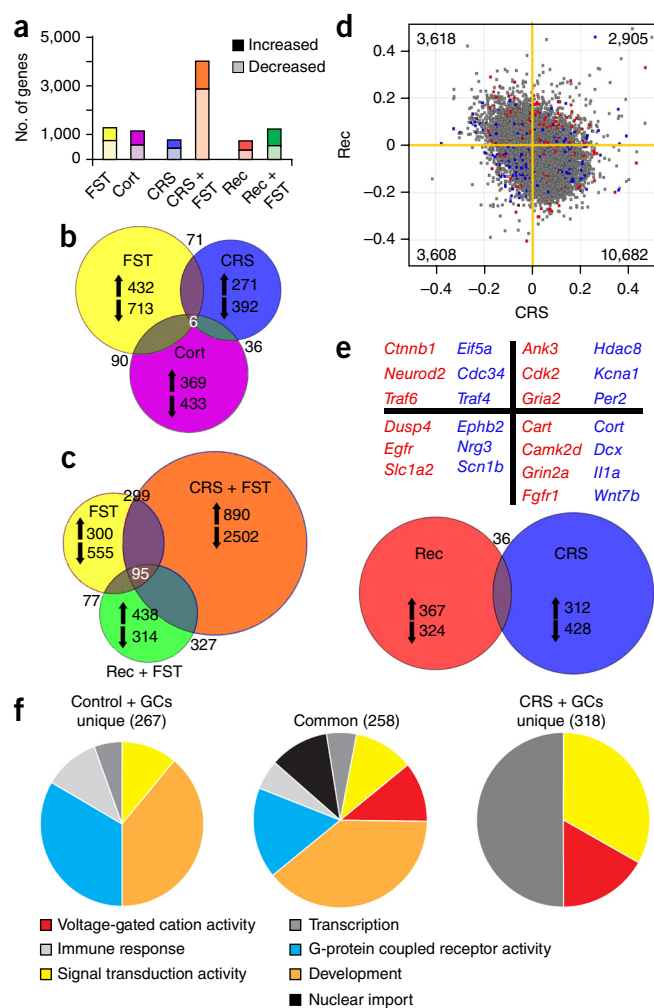 a
No. of genes
5,000
3,000
1,000
0
Increased
Decreased
FST
Cort
CRS
CRS +
FST
Rec
Rec +
FST
b
FST
432
713
71
CRS
271
392
6
90
36
Cort
369
433
c
FST
300
555
299
CRS + FST
890
2502
95
77
438
314
327
Rec + FST
d
3,618
2,905
3,608
10,682
0.4
0.2
0
−0.2
−0.4
Rec
−0.4
−0.2
0
0.2
0.4
CRS
e
Ctnnb1 Eif5a Ank3 Hdac8
Neurod2 Cdc34 Cdk2 Kcna1
Traf6 Traf4 Gria2 Per2
Dusp4 Ephb2 Cart Cort
Egfr Nrg3 Camk2d Dcx
Slc1a2 Scn1b Grin2a Il1a
Fgfr1 Wnt7b
36
Rec
367
324
CRS
312
428
f
Control + GCs
unique (267)
Common (258)
CRS + GCs
unique (318)
Voltage-gated cation activity
Immune response
Signal transduction activity
Transcription
G-protein coupled receptor activity
Development
Nuclear import